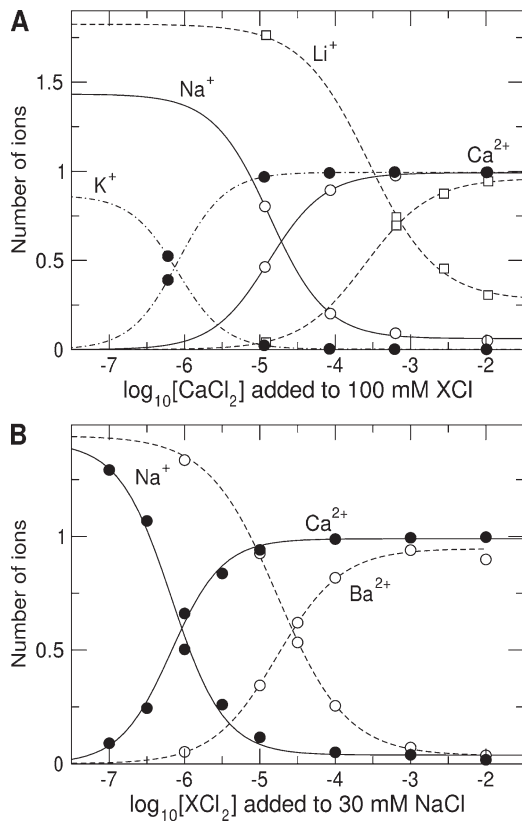 A
Number of ions
1.5
1
0.5
0
Li⁺
Na⁺
K⁺
Ca²⁺
-7 -6 -5 -4 -3 -2
log₁₀[CaCl₂] added to 100 mM XCl
B
Number of ions
1
0.5
0
Na⁺
Ca²⁺
Ba²⁺
-7 -6 -5 -4 -3 -2
log₁₀[XCl₂] added to 30 mM NaCl